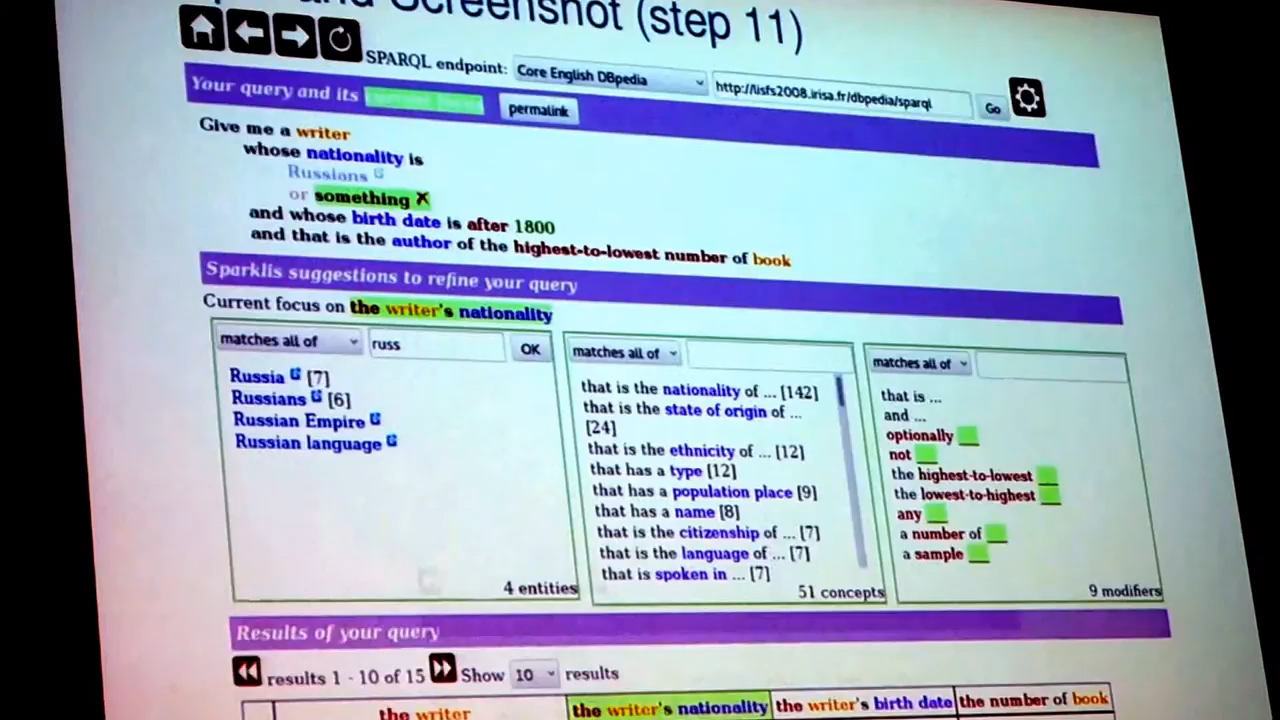 Screenshot (step 11)
SPARQL endpoint: Core English DBpedia http://lisfs2008.irisa.fr/dbpedia/sparql Go
Your query and its permalink
Give me a writer
whose nationality is
Russians
or something X
and whose birth date is after 1800
and that is the author of the highest-to-lowest number of book
Sparklis suggestions to refine your query
Current focus on the writer's nationality
matches all of russ OK
Russia [7]
Russians [6]
Russian Empire
Russian language
4 entities
matches all of
that is the nationality of ... [142]
that is the state of origin of ...
[24]
that is the ethnicity of ... [12]
that has a type [12]
that has a population place [9]
that has a name [8]
that is the citizenship of ... [7]
that is the language of ... [7]
that is spoken in ... [7]
51 concepts
matches all of
that is ...
and ...
optionally
not
the highest-to-lowest
the lowest-to-highest
any
a number of
a sample
9 modifiers
Results of your query
results 1 - 10 of 15 Show 10 results
the writer the writer's nationality the writer's birth date the number of book